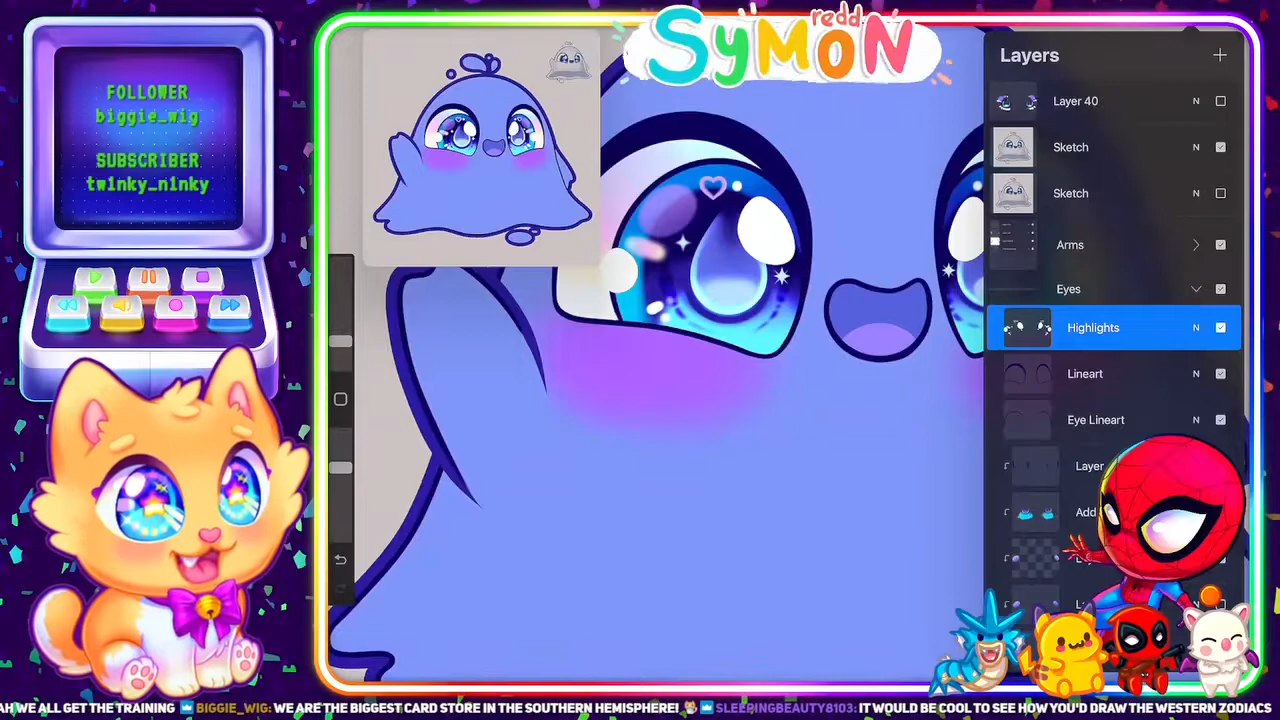 FOLLOWER
biggie_wig
SUBSCRIBER
tw1nky_n1nky
redd
SyMON
Layers
Layer 40 N
Sketch N
Sketch N
Arms
Eyes
Highlights N
Lineart N
Eye Lineart N
Layer
Add
AH WE ALL GET THE TRAINING BIGGIE_WIG: WE ARE THE BIGGEST CARD STORE IN THE SOUTHERN HEMISPHERE! SLEEPINGBEAUTY8103: IT WOULD BE COOL TO SEE HOW YOU'D DRAW THE WESTERN ZODIACS